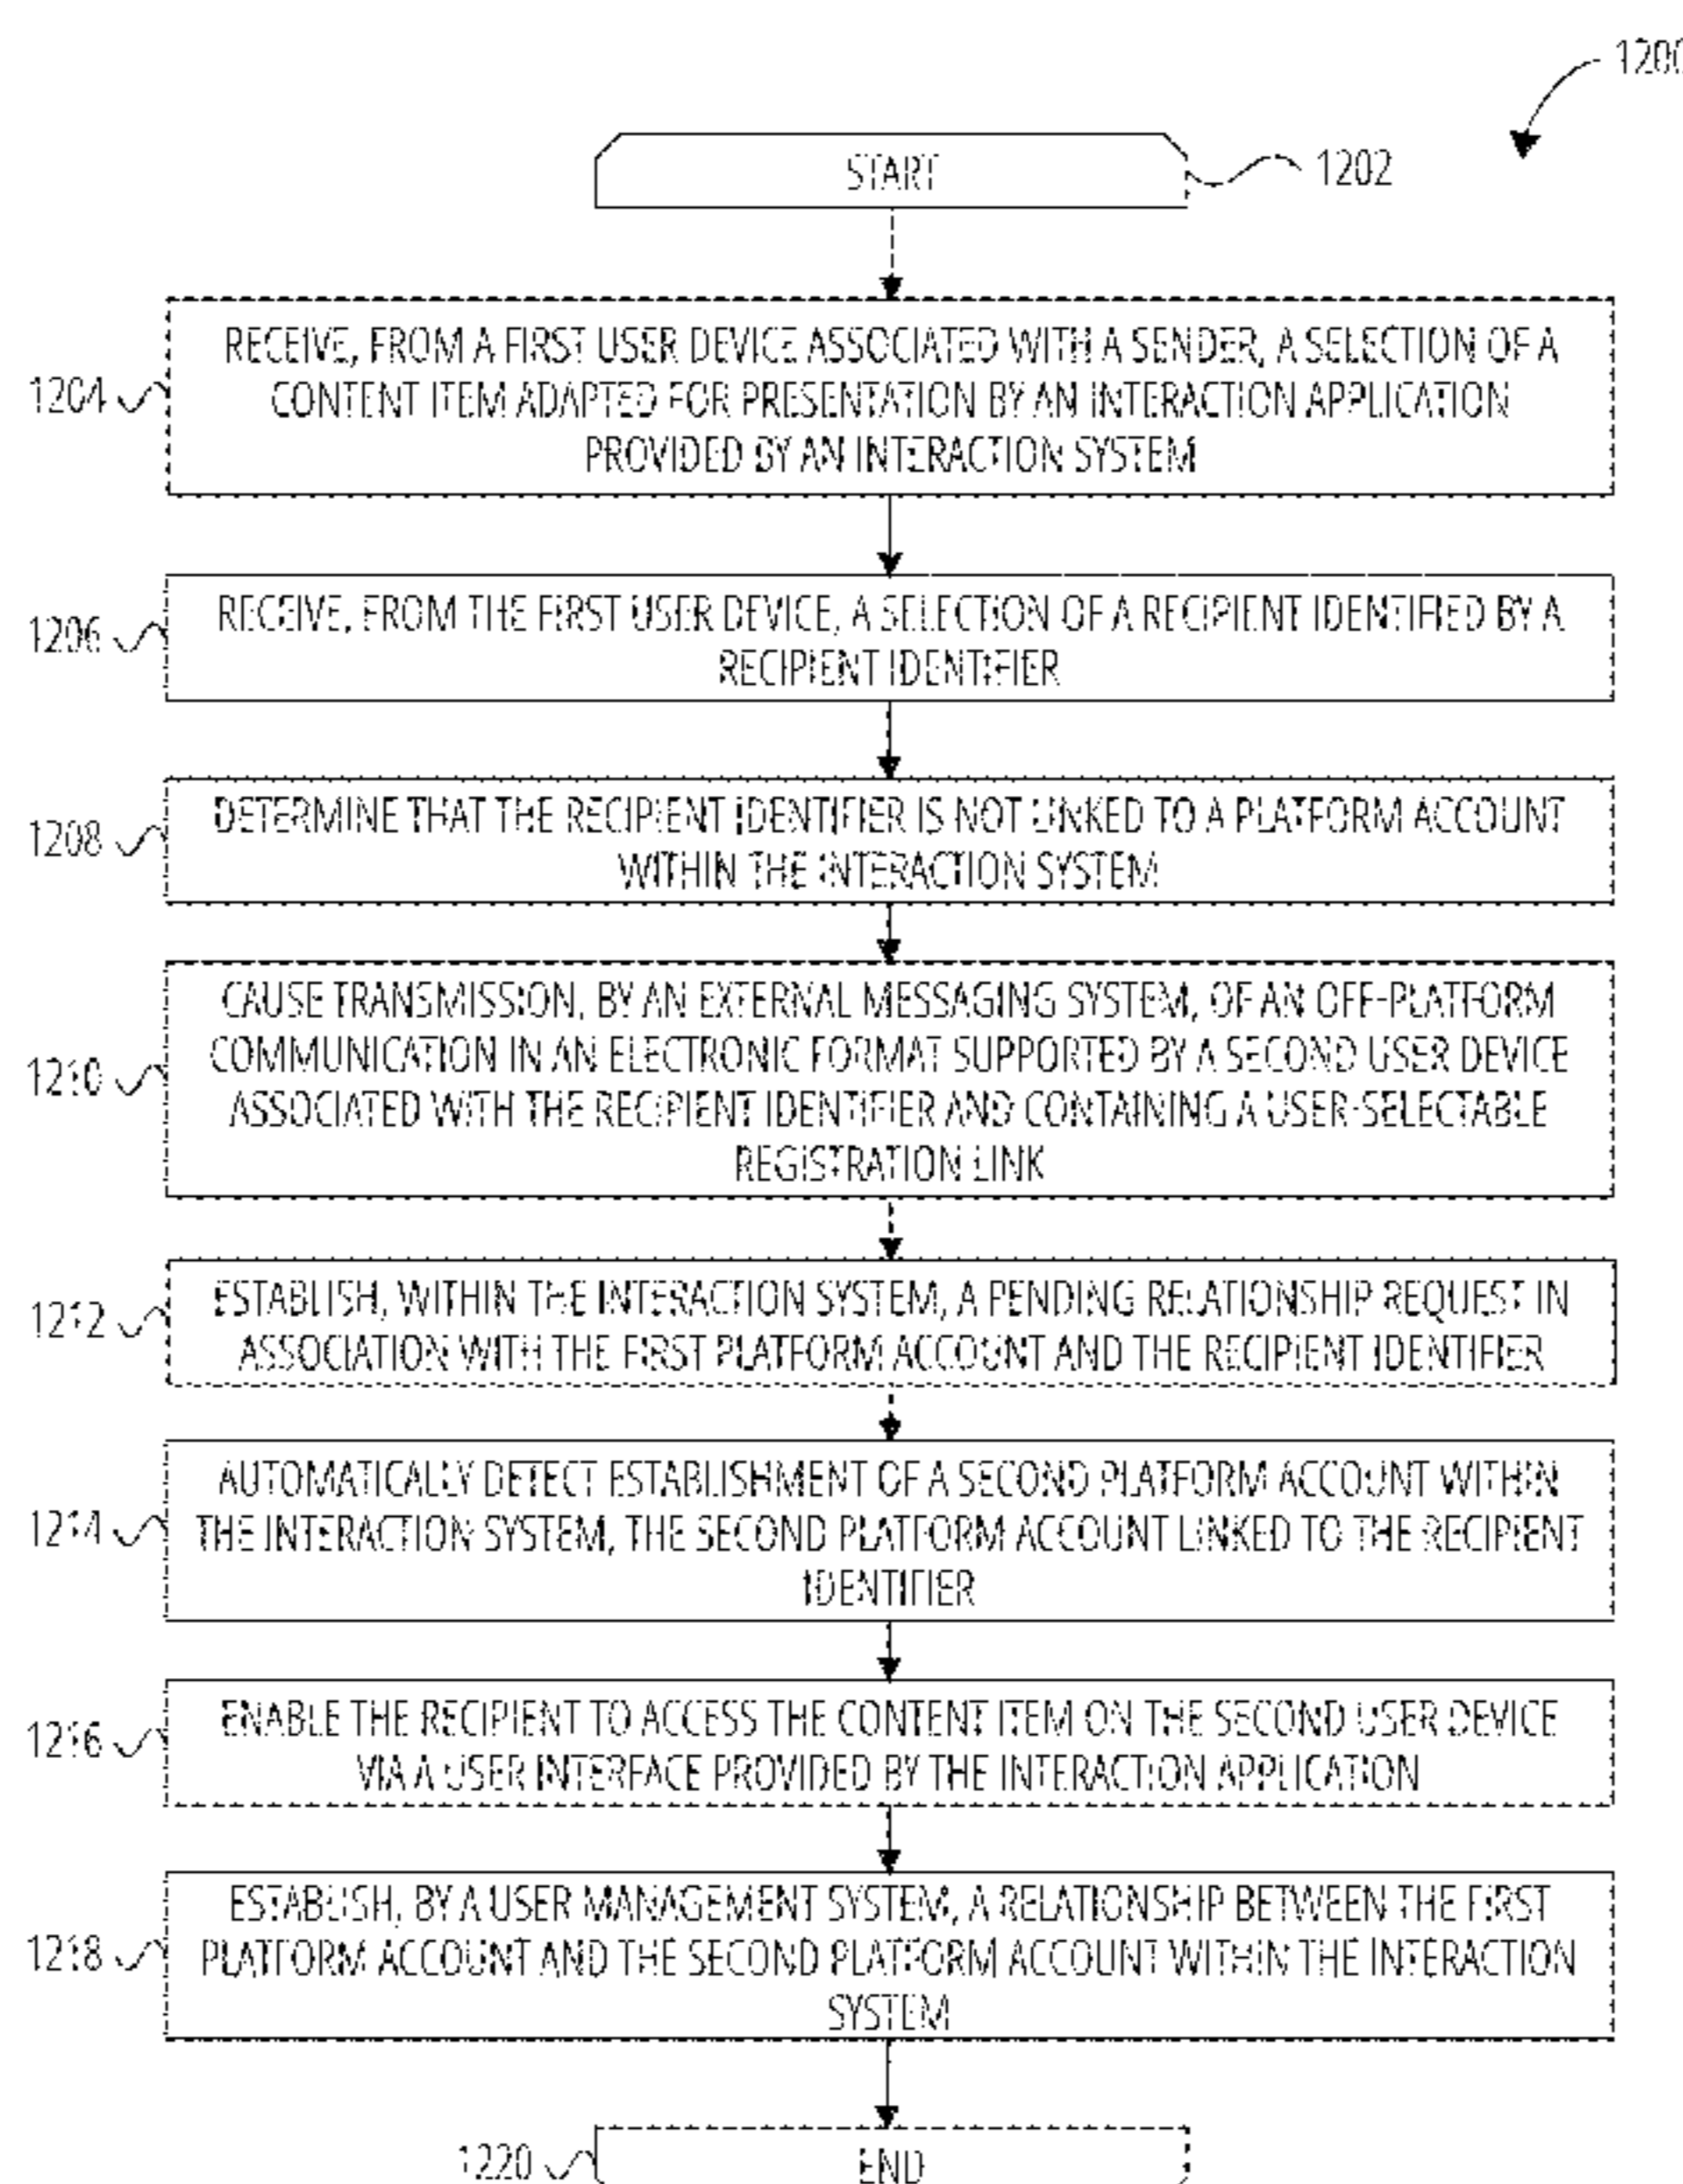 1200
START
1202
RECEIVE, FROM A FIRST USER DEVICE ASSOCIATED WITH A SENDER, A SELECTION OF A
CONTENT ITEM ADAPTED FOR PRESENTATION BY AN INTERACTION APPLICATION
PROVIDED BY AN INTERACTION SYSTEM
1204
RECEIVE, FROM THE FIRST USER DEVICE, A SELECTION OF A RECIPIENT IDENTIFIED BY A
RECIPIENT IDENTIFIER
1206
DETERMINE THAT THE RECIPIENT IDENTIFIER IS NOT LINKED TO A PLATFORM ACCOUNT
WITHIN THE INTERACTION SYSTEM
1208
CAUSE TRANSMISSION, BY AN EXTERNAL MESSAGING SYSTEM, OF AN OFF-PLATFORM
COMMUNICATION IN AN ELECTRONIC FORMAT SUPPORTED BY A SECOND USER DEVICE
ASSOCIATED WITH THE RECIPIENT IDENTIFIER AND CONTAINING A USER-SELECTABLE
REGISTRATION LINK
1210
ESTABLISH, WITHIN THE INTERACTION SYSTEM, A PENDING RELATIONSHIP REQUEST IN
ASSOCIATION WITH THE FIRST PLATFORM ACCOUNT AND THE RECIPIENT IDENTIFIER
1212
AUTOMATICALLY DETECT ESTABLISHMENT OF A SECOND PLATFORM ACCOUNT WITHIN
THE INTERACTION SYSTEM, THE SECOND PLATFORM ACCOUNT LINKED TO THE RECIPIENT
IDENTIFIER
1214
ENABLE THE RECIPIENT TO ACCESS THE CONTENT ITEM ON THE SECOND USER DEVICE
VIA A USER INTERFACE PROVIDED BY THE INTERACTION APPLICATION
1216
ESTABLISH, BY A USER MANAGEMENT SYSTEM, A RELATIONSHIP BETWEEN THE FIRST
PLATFORM ACCOUNT AND THE SECOND PLATFORM ACCOUNT WITHIN THE INTERACTION
SYSTEM
1218
END
1220